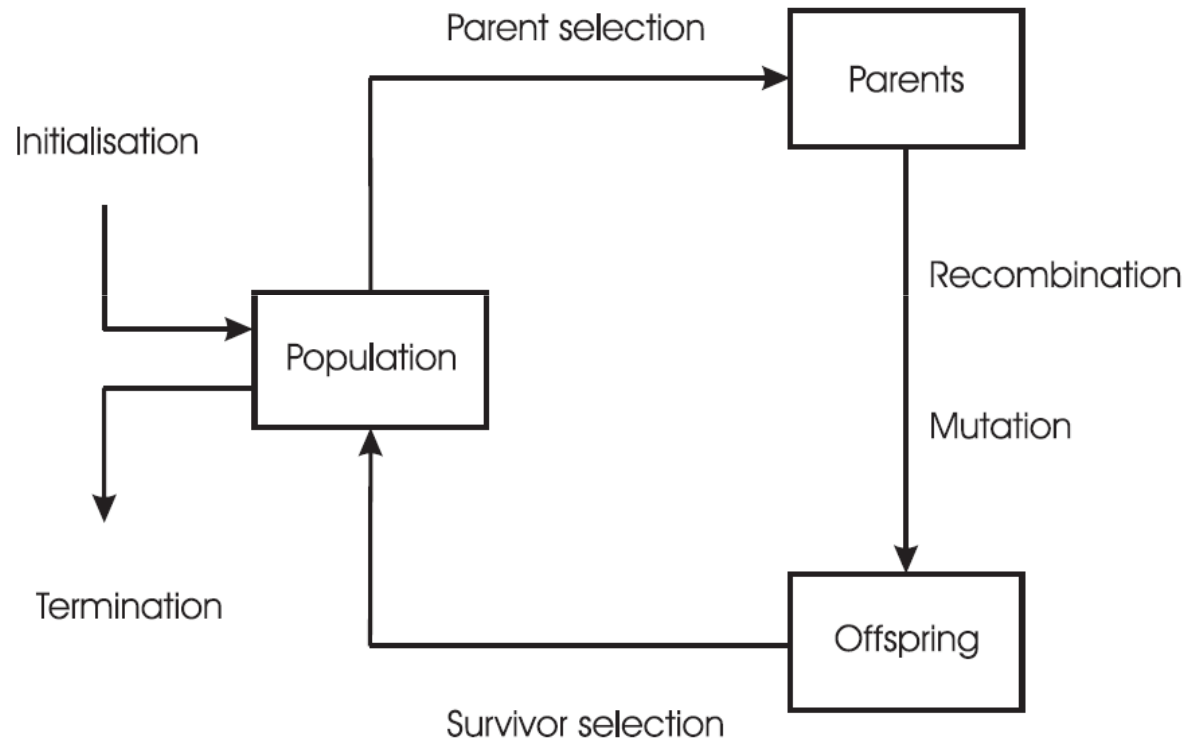 Parent selection
Parents
Initialisation
Recombination
Population
Mutation
Termination
Offspring
Survivor selection